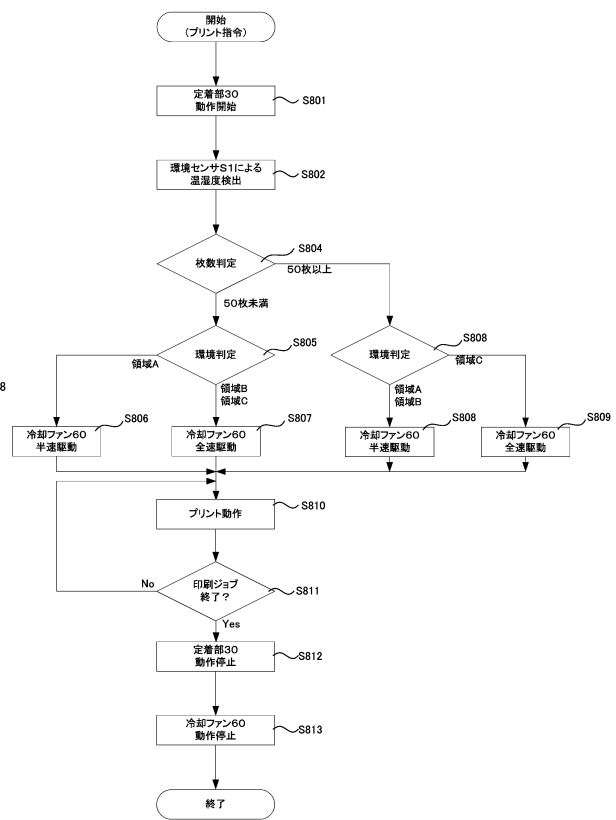 開始
(プリント指令)
定着部30
動作開始
S801
環境センサS1による
温湿度検出
S802
枚数判定
S804
50枚以上
50枚未満
環境判定
S805
領域A
領域B
領域C
環境判定
S808
領域C
領域A
領域B
8
冷却ファン60
半速駆動
S806
冷却ファン60
全速駆動
S807
冷却ファン60
半速駆動
S808
冷却ファン60
全速駆動
S809
プリント動作
S810
印刷ジョブ
終了?
S811
No
Yes
定着部30
動作停止
S812
冷却ファン60
動作停止
S813
終了